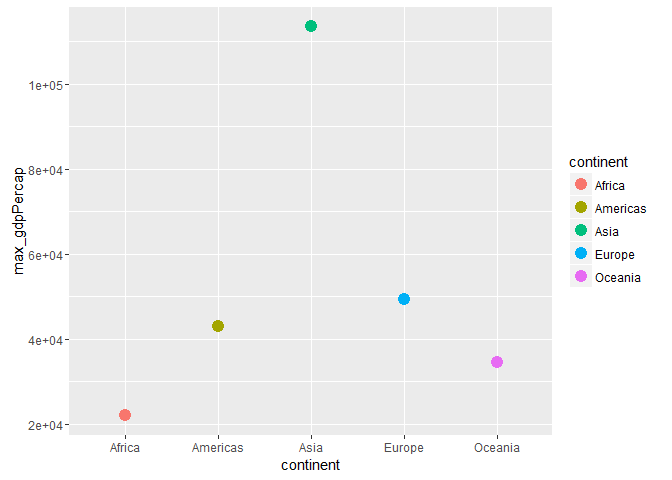 max_gdpPercap
1e+05
8e+04
6e+04
4e+04
2e+04
Africa
Americas
Asia
Europe
Oceania
continent
continent
Africa
Americas
Asia
Europe
Oceania